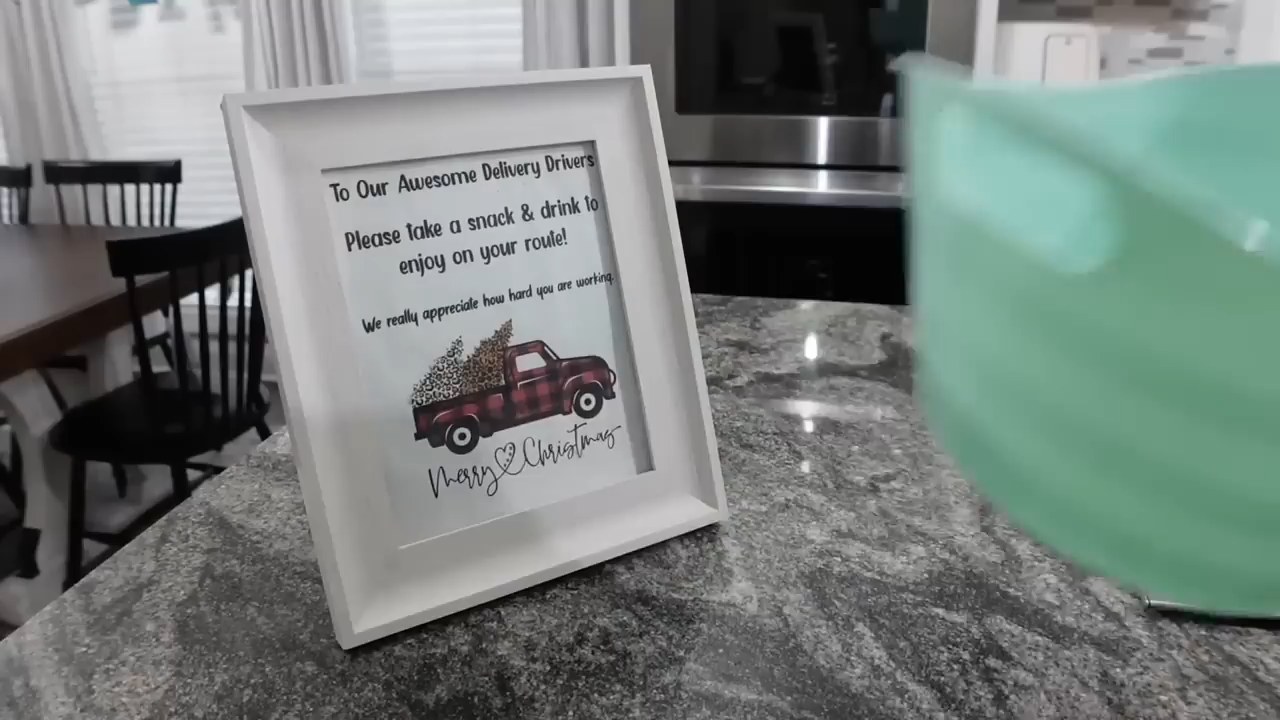 To Our Awesome Delivery Drivers
Please take a snack & drink to
enjoy on your route!
We really appreciate how hard you are working.
Merry Christmas